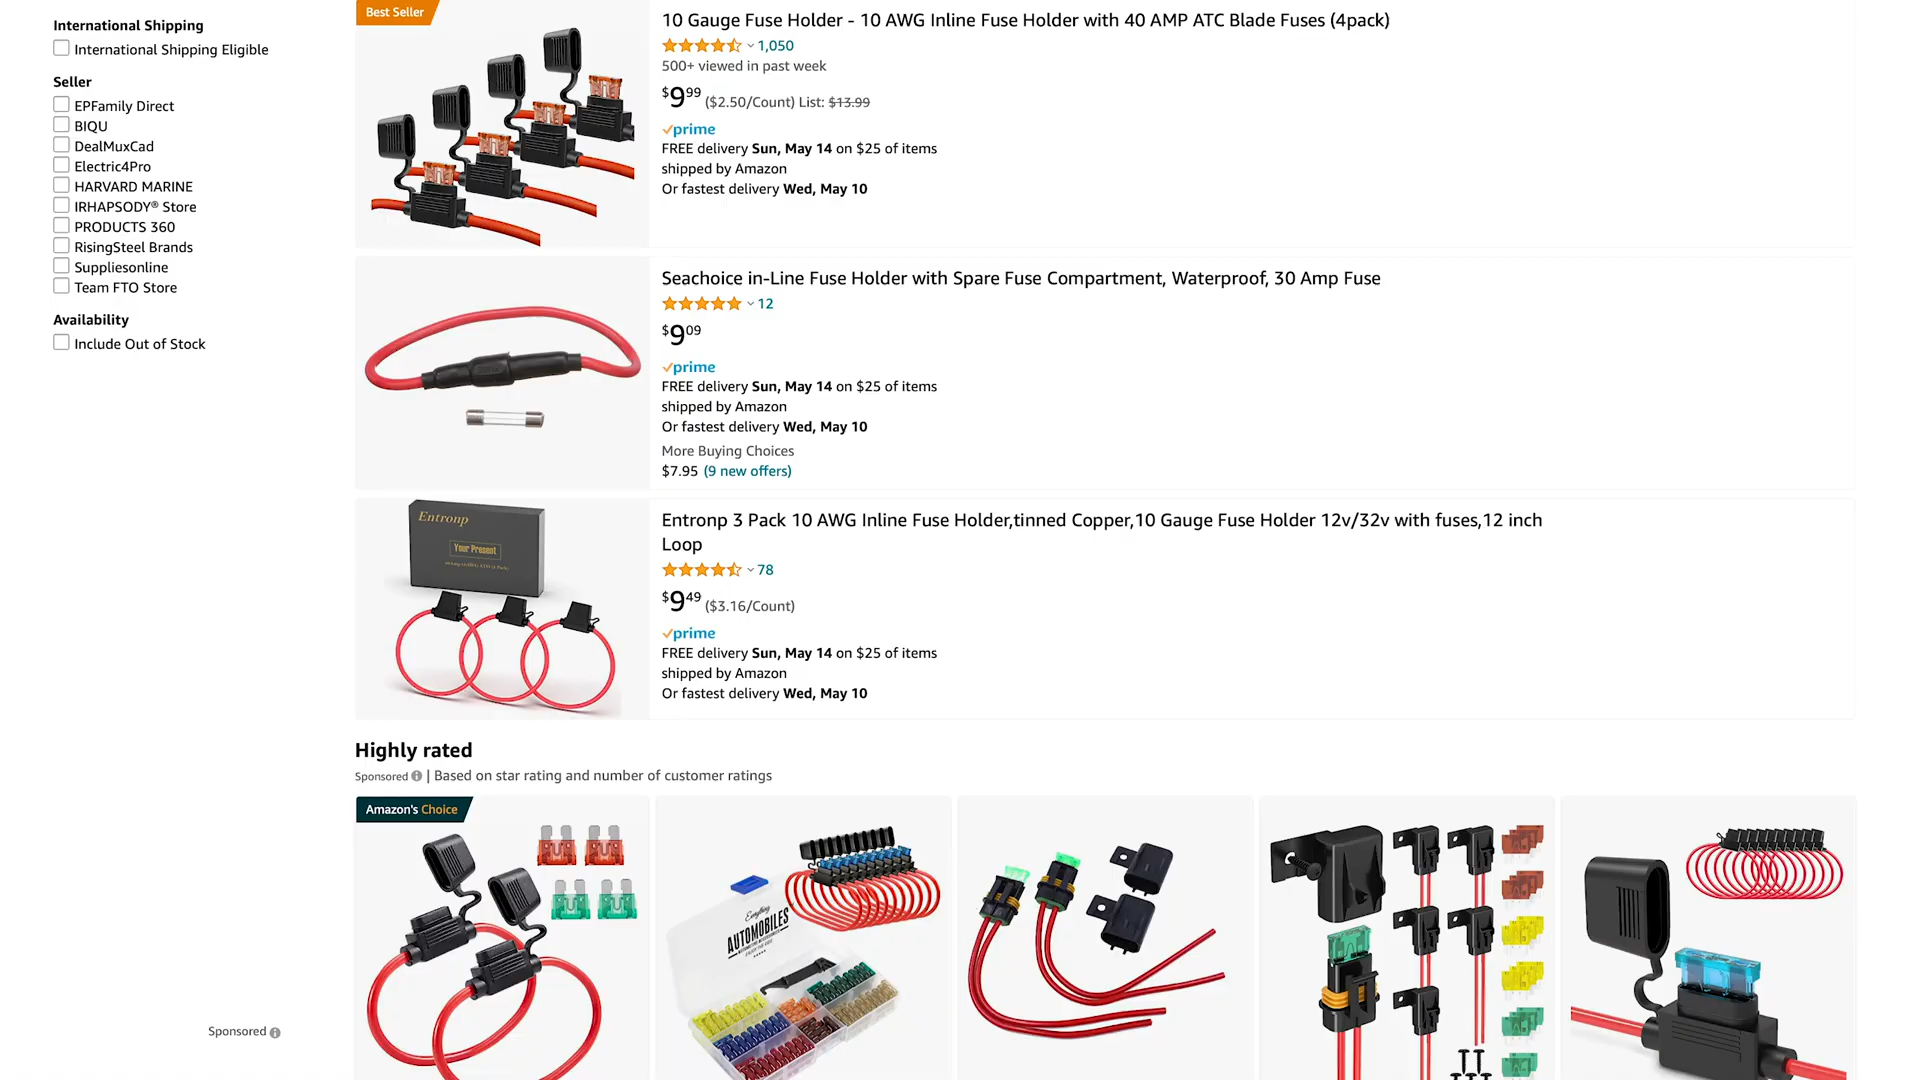 International Shipping
International Shipping Eligible
Seller
EPFamily Direct
BIQU
DealMuxCad
Electric4Pro
HARVARD MARINE
IRHAPSODY® Store
PRODUCTS 360
RisingSteel Brands
Suppliesonline
Team FTO Store
Availability
Include Out of Stock
Sponsored
Best Seller
10 Gauge Fuse Holder - 10 AWG Inline Fuse Holder with 40 AMP ATC Blade Fuses (4pack)
1,050
500+ viewed in past week
$9.99 ($2.50/Count) List: $13.99
prime
FREE delivery Sun, May 14 on $25 of items
shipped by Amazon
Or fastest delivery Wed, May 10
Seachoice in-Line Fuse Holder with Spare Fuse Compartment, Waterproof, 30 Amp Fuse
12
$9.09
prime
FREE delivery Sun, May 14 on $25 of items
shipped by Amazon
Or fastest delivery Wed, May 10
More Buying Choices
$7.95 (9 new offers)
Entronp
Your Present
Entronp 3 Pack 10 AWG Inline Fuse Holder,tinned Copper,10 Gauge Fuse Holder 12v/32v with fuses,12 inch
Loop
78
$9.49 ($3.16/Count)
prime
FREE delivery Sun, May 14 on $25 of items
shipped by Amazon
Or fastest delivery Wed, May 10
Highly rated
Sponsored | Based on star rating and number of customer ratings
Amazon's Choice
Everything
AUTOMOBILES